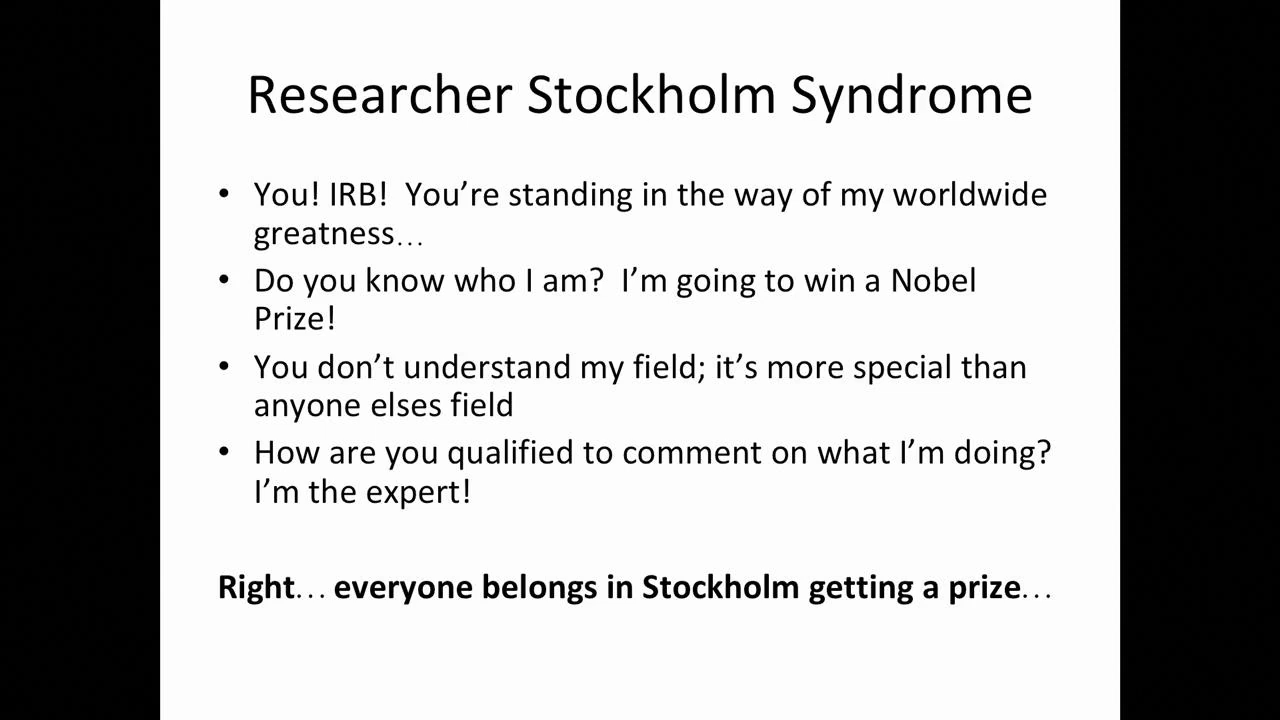 Researcher Stockholm Syndrome
• You! IRB!  You’re standing in the way of my worldwide
greatness…
• Do you know who I am?  I’m going to win a Nobel
Prize!
• You don’t understand my field; it’s more special than
anyone elses field
• How are you qualified to comment on what I’m doing?
I’m the expert!
Right… everyone belongs in Stockholm getting a prize…